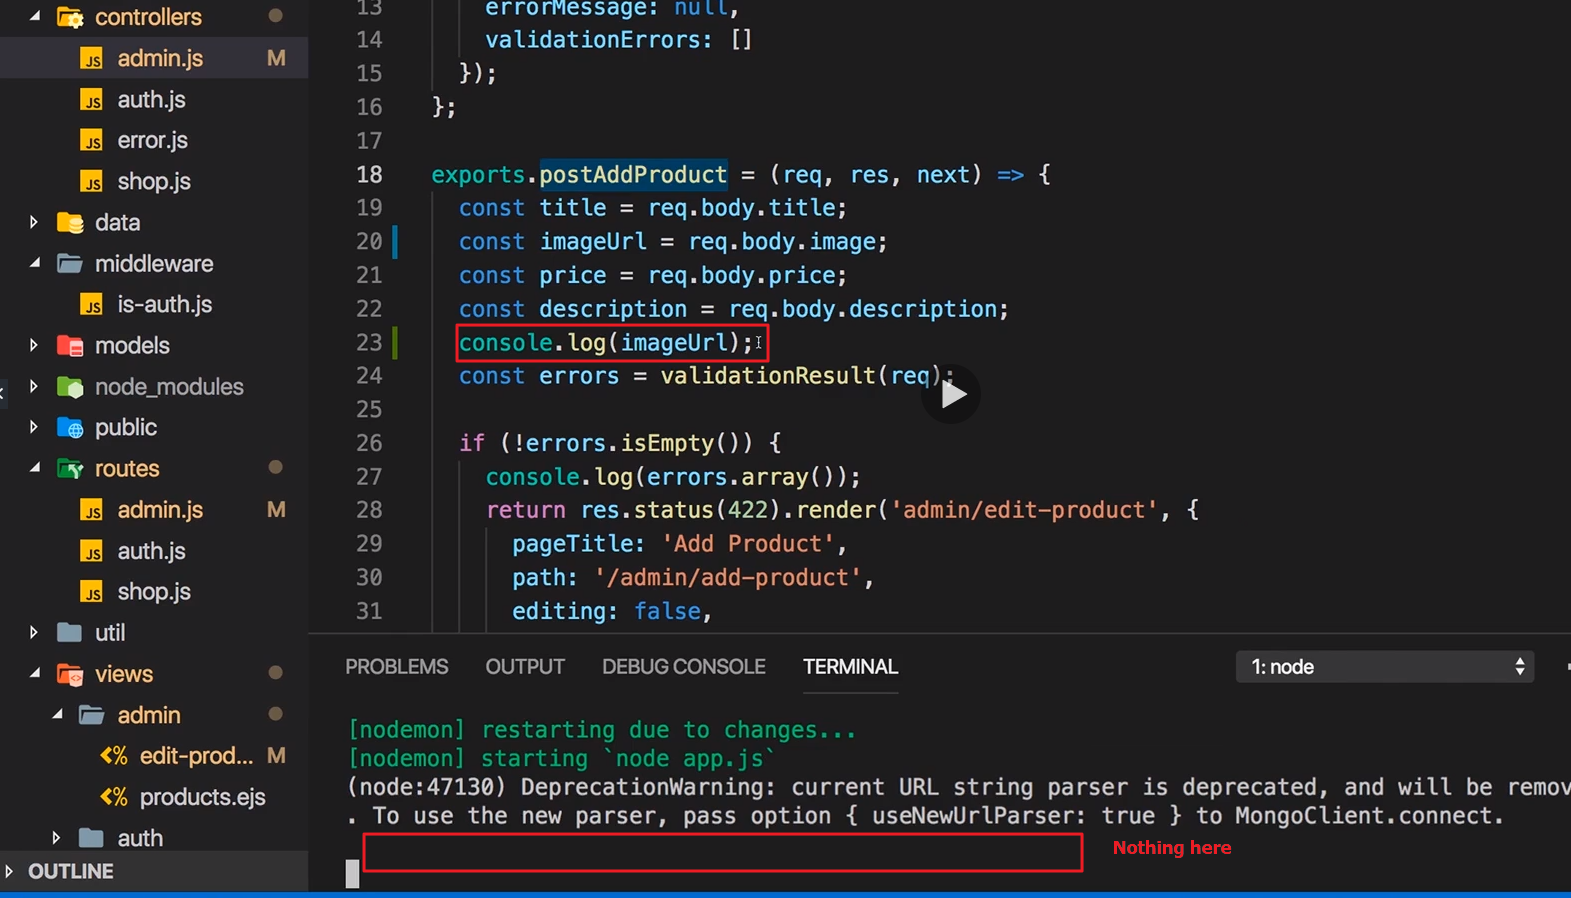 controllers
admin.js M
auth.js
error.js
shop.js
data
middleware
is-auth.js
models
node_modules
public
routes
admin.js M
auth.js
shop.js
util
views
admin
edit-prod... M
products.ejs
auth
OUTLINE
13 errorMessage: null,
14 validationErrors: []
15 });
16 };
17
18 exports.postAddProduct = (req, res, next) => {
19 const title = req.body.title;
20 const imageUrl = req.body.image;
21 const price = req.body.price;
22 const description = req.body.description;
23 console.log(imageUrl);
24 const errors = validationResult(req);
25
26 if (!errors.isEmpty()) {
27 console.log(errors.array());
28 return res.status(422).render('admin/edit-product', {
29 pageTitle: 'Add Product',
30 path: '/admin/add-product',
31 editing: false,
PROBLEMS OUTPUT DEBUG CONSOLE TERMINAL 1: node
[nodemon] restarting due to changes...
[nodemon] starting `node app.js`
(node:47130) DeprecationWarning: current URL string parser is deprecated, and will be remov
. To use the new parser, pass option { useNewUrlParser: true } to MongoClient.connect.
Nothing here